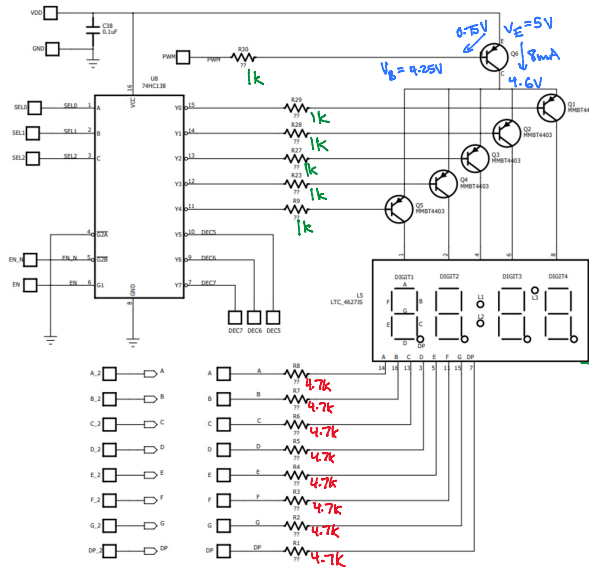 VDD
C38
0.1uF
GND
PWM
PWM
R30
??
1k
0.75V
VE = 5V
Q6
E
C
8mA
VB = 4.25V
4.6V
U8
74HC138
16
VCC
SEL0 SEL0 1 A
SEL1 SEL1 2 B
SEL2 SEL2 3 C
4 G2A
EN_N EN_N 5 G2B
EN EN 6 G1
GND
8
Y0 15
Y1 14
Y2 13
Y3 12
Y4 11
Y5 10 DEC5
Y6 9 DEC6
Y7 7 DEC7
DEC7 DEC6 DEC5
R29
??
1k
R28
??
1k
R27
??
1k
R23
??
1k
R9
??
1k
Q1
MMBT44
Q2
MMBT4403
Q3
MMBT4403
Q4
MMBT4403
Q5
MMBT4403
1 2 4 6 8
L5
LTC_4627JS
DIGIT1 DIGIT2 DIGIT3 DIGIT4
A
F B
G
E C
D
DP
L1
L2
L3
A B C D E F G DP
14 16 13 3 5 11 15 7
A_2 A
B_2 B
C_2 C
D_2 D
E_2 E
F_2 F
G_2 G
DP_2 DP
A A R8
??
4.7k
B B R7
??
4.7k
C C R6
??
4.7k
D D R5
??
4.7k
E E R4
??
4.7k
F F R3
??
4.7k
G G R2
??
4.7k
DP DP R1
??
4.7k